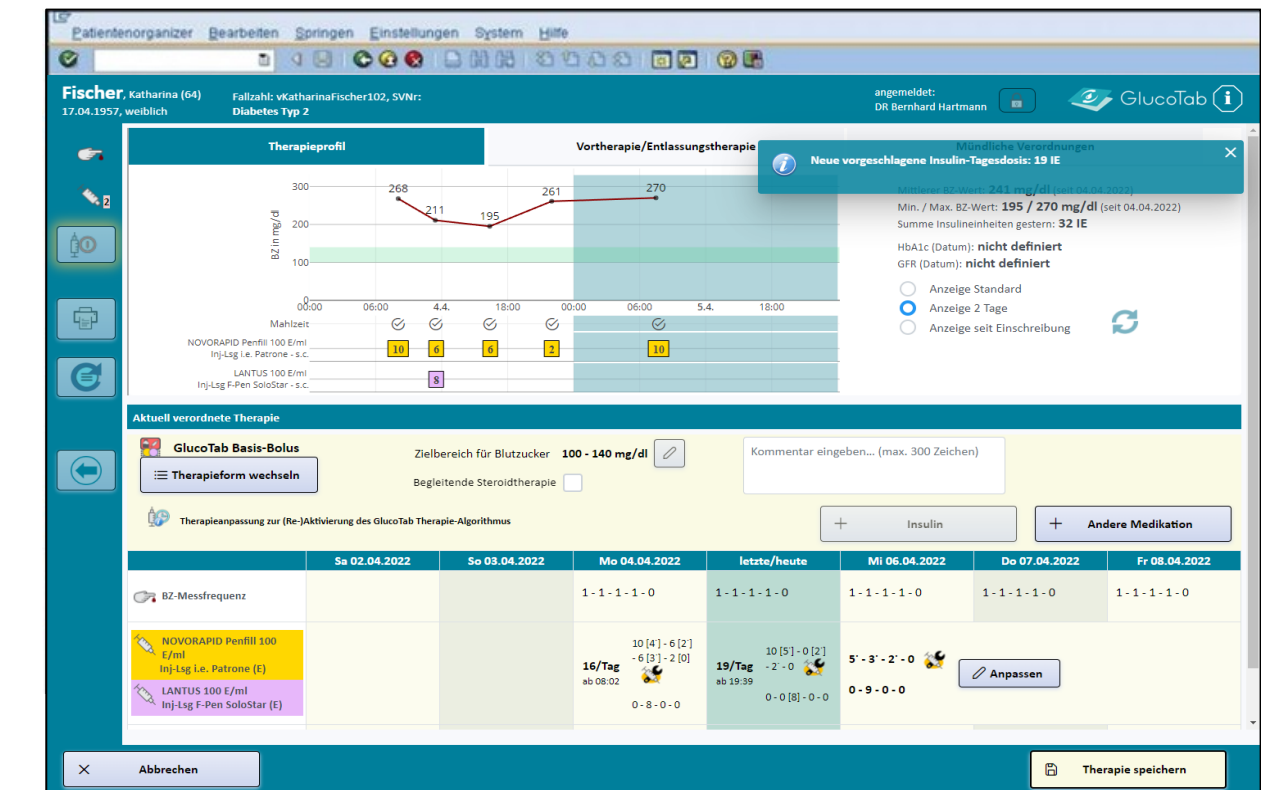 Patientenorganizer Bearbeiten Springen Einstellungen System Hilfe
Fischer, Katharina (64)
17.04.1957, weiblich
Fallzahl: vKatharinaFischer102, SVNr:
Diabetes Typ 2
angemeldet:
DR Bernhard Hartmann
GlucoTab
Therapieprofil
Vortherapie/Entlassungstherapie
Mündliche Verordnungen
Neue vorgeschlagene Insulin-Tagesdosis: 19 IE
2
300
200
100
0
BZ in mg/dl
268
211
195
261
270
00:00 06:00 4.4. 18:00 00:00 06:00 5.4. 18:00
Mahlzeit
NOVORAPID Penfill 100 E/ml
Inj-Lsg i.e. Patrone - s.c.
10 6 6 2 10
LANTUS 100 E/ml
Inj-Lsg F-Pen SoloStar - s.c.
8
Mittlerer BZ-Wert: 241 mg/dl (seit 04.04.2022)
Min. / Max. BZ-Wert: 195 / 270 mg/dl (seit 04.04.2022)
Summe Insulineinheiten gestern: 32 IE
HbA1c (Datum): nicht definiert
GFR (Datum): nicht definiert
Anzeige Standard
Anzeige 2 Tage
Anzeige seit Einschreibung
Aktuell verordnete Therapie
GlucoTab Basis-Bolus
Therapieform wechseln
Zielbereich für Blutzucker 100 - 140 mg/dl
Begleitende Steroidtherapie
Kommentar eingeben... (max. 300 Zeichen)
Therapieanpassung zur (Re-)Aktivierung des GlucoTab Therapie-Algorithmus
+ Insulin
+ Andere Medikation
Sa 02.04.2022 So 03.04.2022 Mo 04.04.2022 letzte/heute Mi 06.04.2022 Do 07.04.2022 Fr 08.04.2022
BZ-Messfrequenz
1 - 1 - 1 - 1 - 0 1 - 1 - 1 - 1 - 0 1 - 1 - 1 - 1 - 0 1 - 1 - 1 - 1 - 0 1 - 1 - 1 - 1 - 0
NOVORAPID Penfill 100
E/ml
Inj-Lsg i.e. Patrone (E)
LANTUS 100 E/ml
Inj-Lsg F-Pen SoloStar (E)
16/Tag
ab 08:02
10 [4*] - 6 [2*]
- 6 [3*] - 2 [0]
0 - 8 - 0 - 0
19/Tag
ab 19:39
10 [5*] - 0 [2*]
- 2* - 0
0 - 0 [8] - 0 - 0
5* - 3* - 2* - 0
0 - 9 - 0 - 0
Anpassen
Abbrechen
Therapie speichern